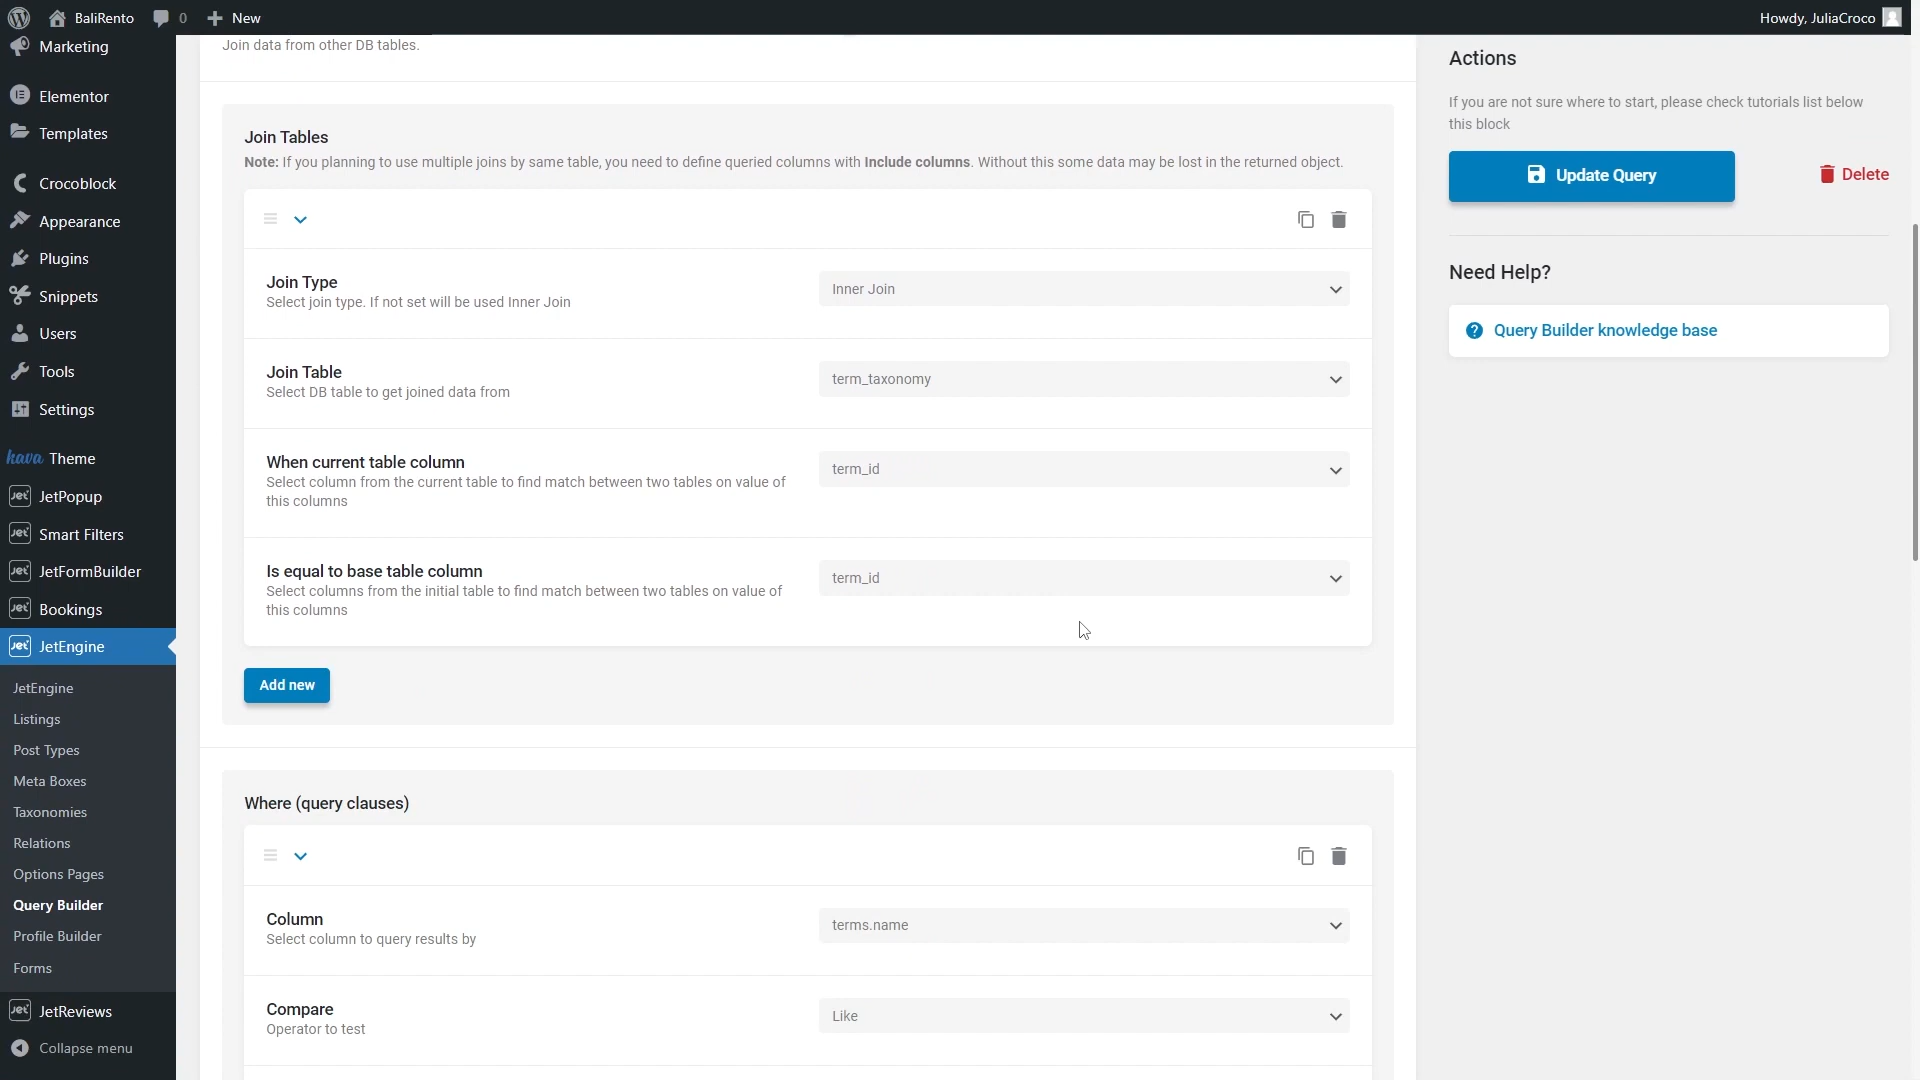 BaliRento
0
New
Howdy, JuliaCroco
Marketing
Elementor
Templates
Crocoblock
Appearance
Plugins
Snippets
Users
Tools
Settings
kava Theme
Jet JetPopup
Jet Smart Filters
Jet JetFormBuilder
Jet Bookings
Jet JetEngine
JetEngine
Listings
Post Types
Meta Boxes
Taxonomies
Relations
Options Pages
Query Builder
Profile Builder
Forms
Jet JetReviews
Collapse menu
Join data from other DB tables.
Join Tables
Note: If you planning to use multiple joins by same table, you need to define queried columns with Include columns. Without this some data may be lost in the returned object.
Join Type
Select join type. If not set will be used Inner Join
Inner Join
Join Table
Select DB table to get joined data from
term_taxonomy
When current table column
Select column from the current table to find match between two tables on value of
this columns
term_id
Is equal to base table column
Select columns from the initial table to find match between two tables on value of
this columns
term_id
Add new
Where (query clauses)
Column
Select column to query results by
terms.name
Compare
Operator to test
Like
Actions
If you are not sure where to start, please check tutorials list below
this block
Update Query
Delete
Need Help?
Query Builder knowledge base